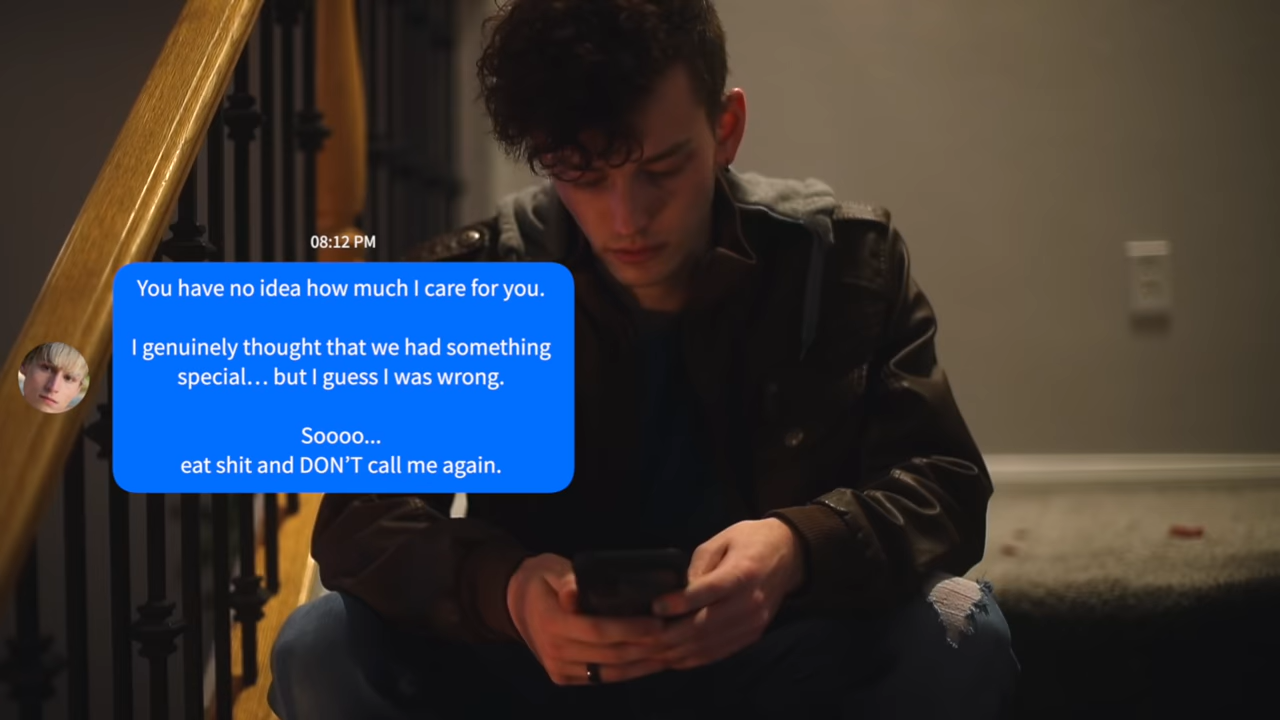 08:12 PM
You have no idea how much I care for you.
I genuinely thought that we had something
special… but I guess I was wrong.
Soooo...
eat shit and DON’T call me again.